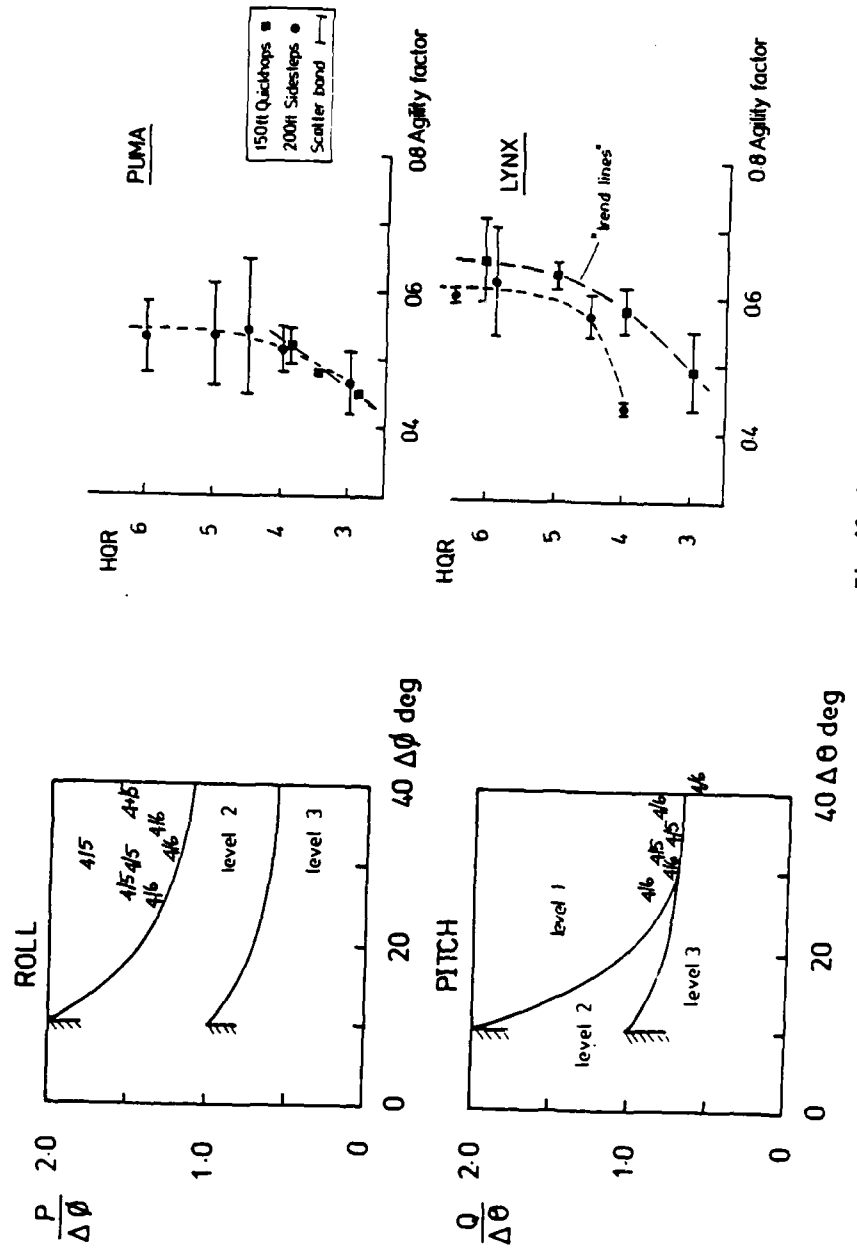 ROLL
P
ΔØ
2·0
1·0
0
4/5
4/5
4/5
4+/5
4/6
4/6
4/6
level 2
level 3
0
20
40 ΔØ deg
PITCH
Q
Δθ
2·0
1·0
0
level 1
level 2
level 3
4/6
4/5
4/6
4/6
4/5
4/6
0
20
40 Δθ deg
PUMA
150ft Quickhops
200ft Sidesteps
Scatter band
HQR
6
5
4
3
0·4
0·6
0·8 Agility factor
LYNX
"trend lines"
HQR
6
5
4
3
0·4
0·6
0·8 Agility factor